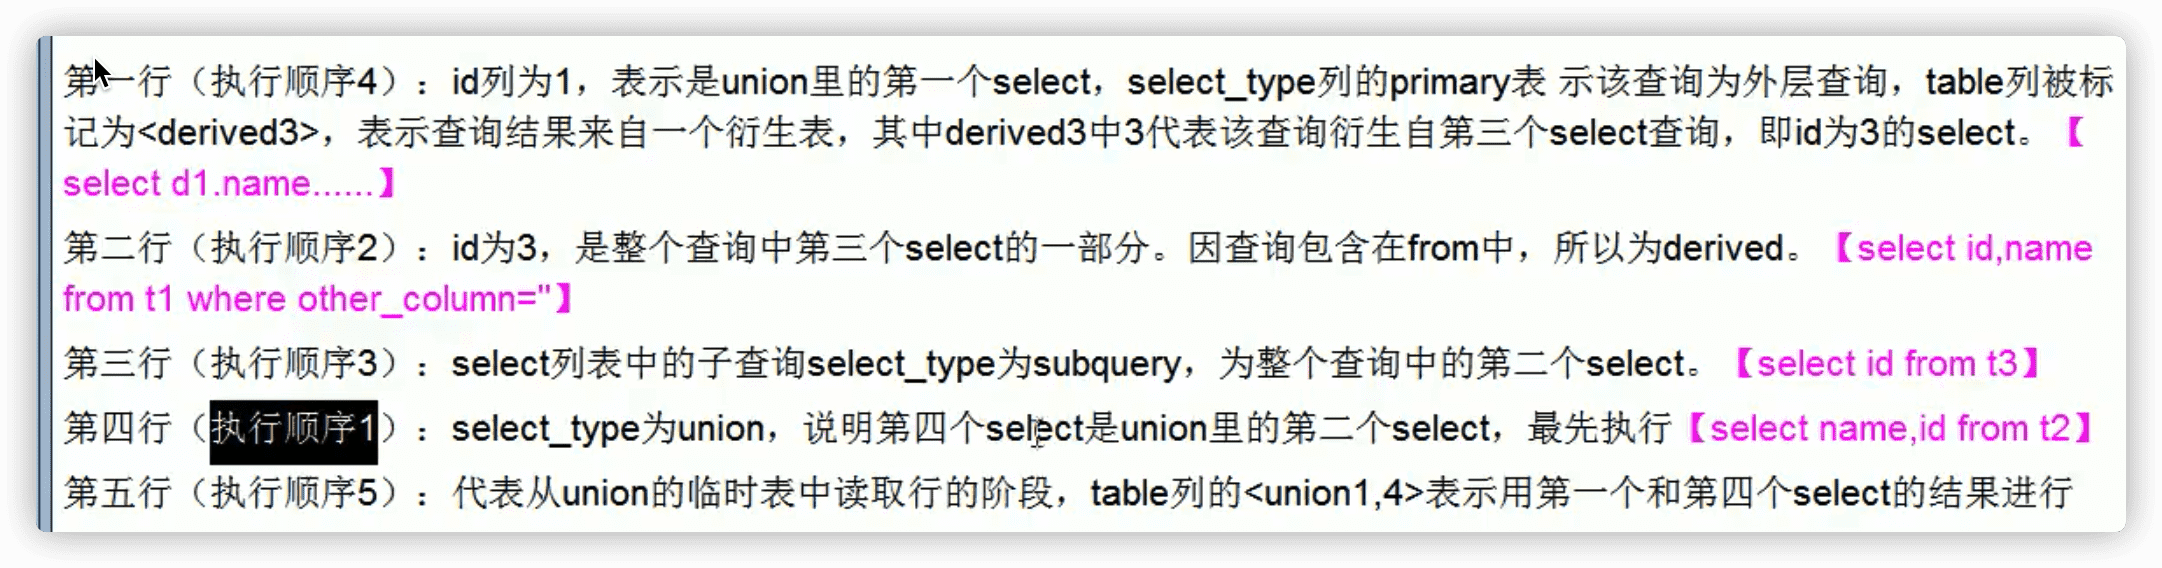 第一行（执行顺序4）：id列为1，表示是union里的第一个select，select_type列的primary表 示该查询为外层查询，table列被标
记为<derived3>，表示查询结果来自一个衍生表，其中derived3中3代表该查询衍生自第三个select查询，即id为3的select。【
select d1.name......】
第二行（执行顺序2）：id为3，是整个查询中第三个select的一部分。因查询包含在from中，所以为derived。【select id,name
from t1 where other_column=''】
第三行（执行顺序3）：select列表中的子查询select_type为subquery，为整个查询中的第二个select。【select id from t3】
第四行（执行顺序1）：select_type为union，说明第四个select是union里的第二个select，最先执行【select name,id from t2】
第五行（执行顺序5）：代表从union的临时表中读取行的阶段，table列的<union1,4>表示用第一个和第四个select的结果进行